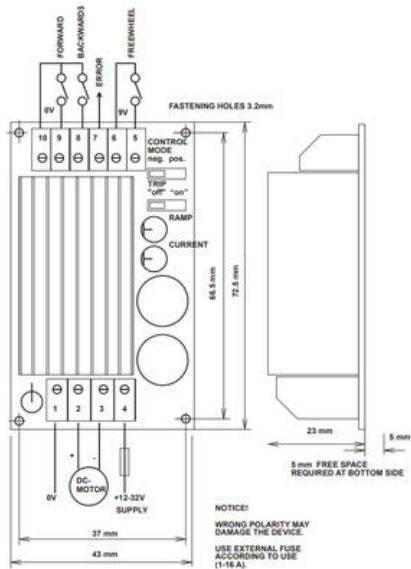 FORWARD
BACKWARDS
ERROR
FREEWHEEL
0V
9V
FASTENING HOLES 3.2mm
10 9 8 7 6 5
CONTROL
MODE
neg. pos.
TRIP
"off" "on"
RAMP
CURRENT
66.5 mm
72.5 mm
1 2 3 4
+ -
0V
DC-
MOTOR
+12-32V
SUPPLY
37 mm
43 mm
23 mm
5 mm
5 mm FREE SPACE
REQUIRED AT BOTTOM SIDE
NOTICE!
WRONG POLARITY MAY
DAMAGE THE DEVICE.
USE EXTERNAL FUSE
ACCORDING TO USE
(1-16 A).